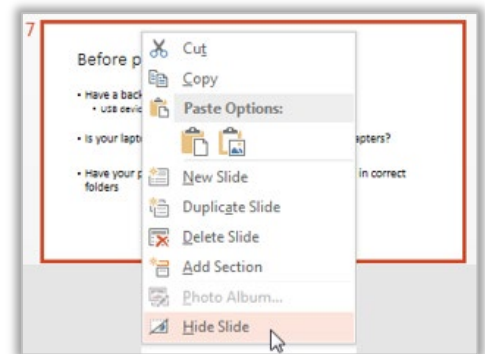 7
Before p
• Have a back
• USB devic
• Is your lapt
apters?
• Have your p
in correct
folders
Cut
Copy
Paste Options:
New Slide
Duplicate Slide
Delete Slide
Add Section
Photo Album...
Hide Slide